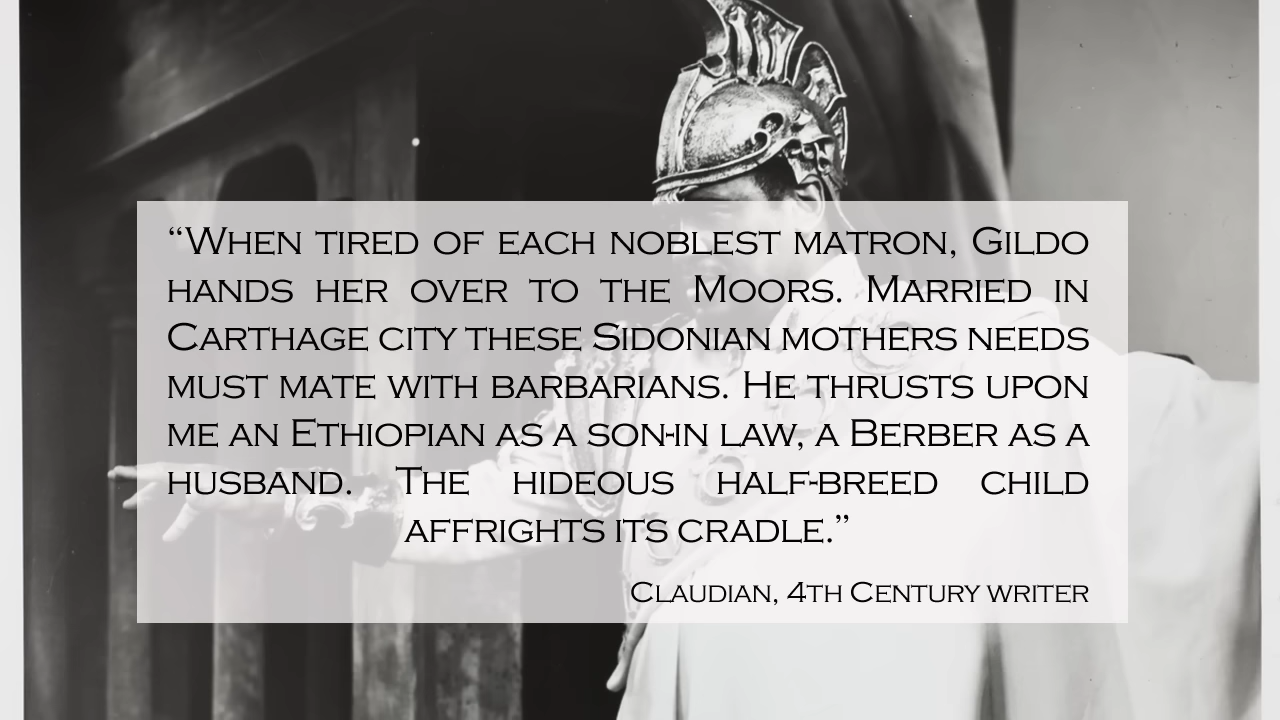 “When tired of each noblest matron, Gildo
hands her over to the Moors. Married in
Carthage city these Sidonian mothers needs
must mate with barbarians. He thrusts upon
me an Ethiopian as a son-in law, a Berber as a
husband. The hideous half-breed child
affrights its cradle.”
Claudian, 4th Century writer